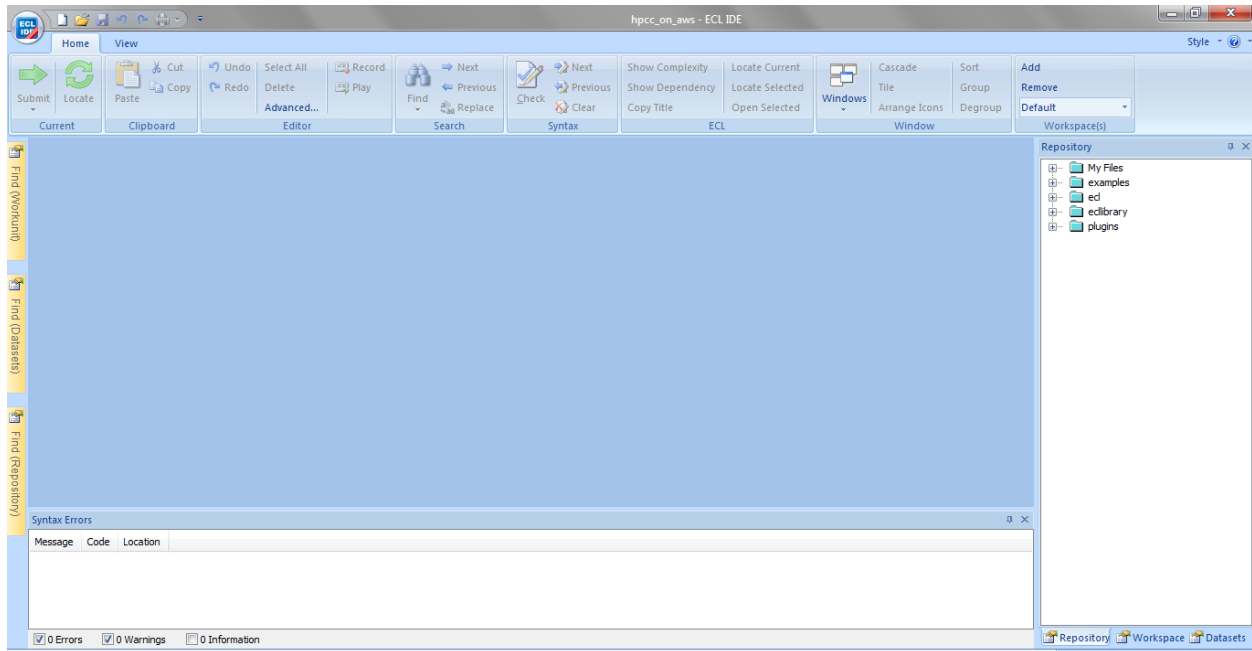 ECL
IDE
hpcc_on_aws - ECL IDE
Home View Style
Submit Locate Paste Cut Copy Undo Redo Select All Delete Advanced... Record Play Find Next Previous Replace Check Next Previous Clear Show Complexity Show Dependency Copy Title Locate Current Locate Selected Open Selected Windows Cascade Tile Arrange Icons Sort Group Degroup Add Remove Default
Current Clipboard Editor Search Syntax ECL Window Workspace(s)
Find (Workunit)
Find (Datasets)
Find (Repository)
Repository
My Files
examples
ecl
ecllibrary
plugins
Syntax Errors
Message Code Location
0 Errors 0 Warnings 0 Information
Repository Workspace Datasets